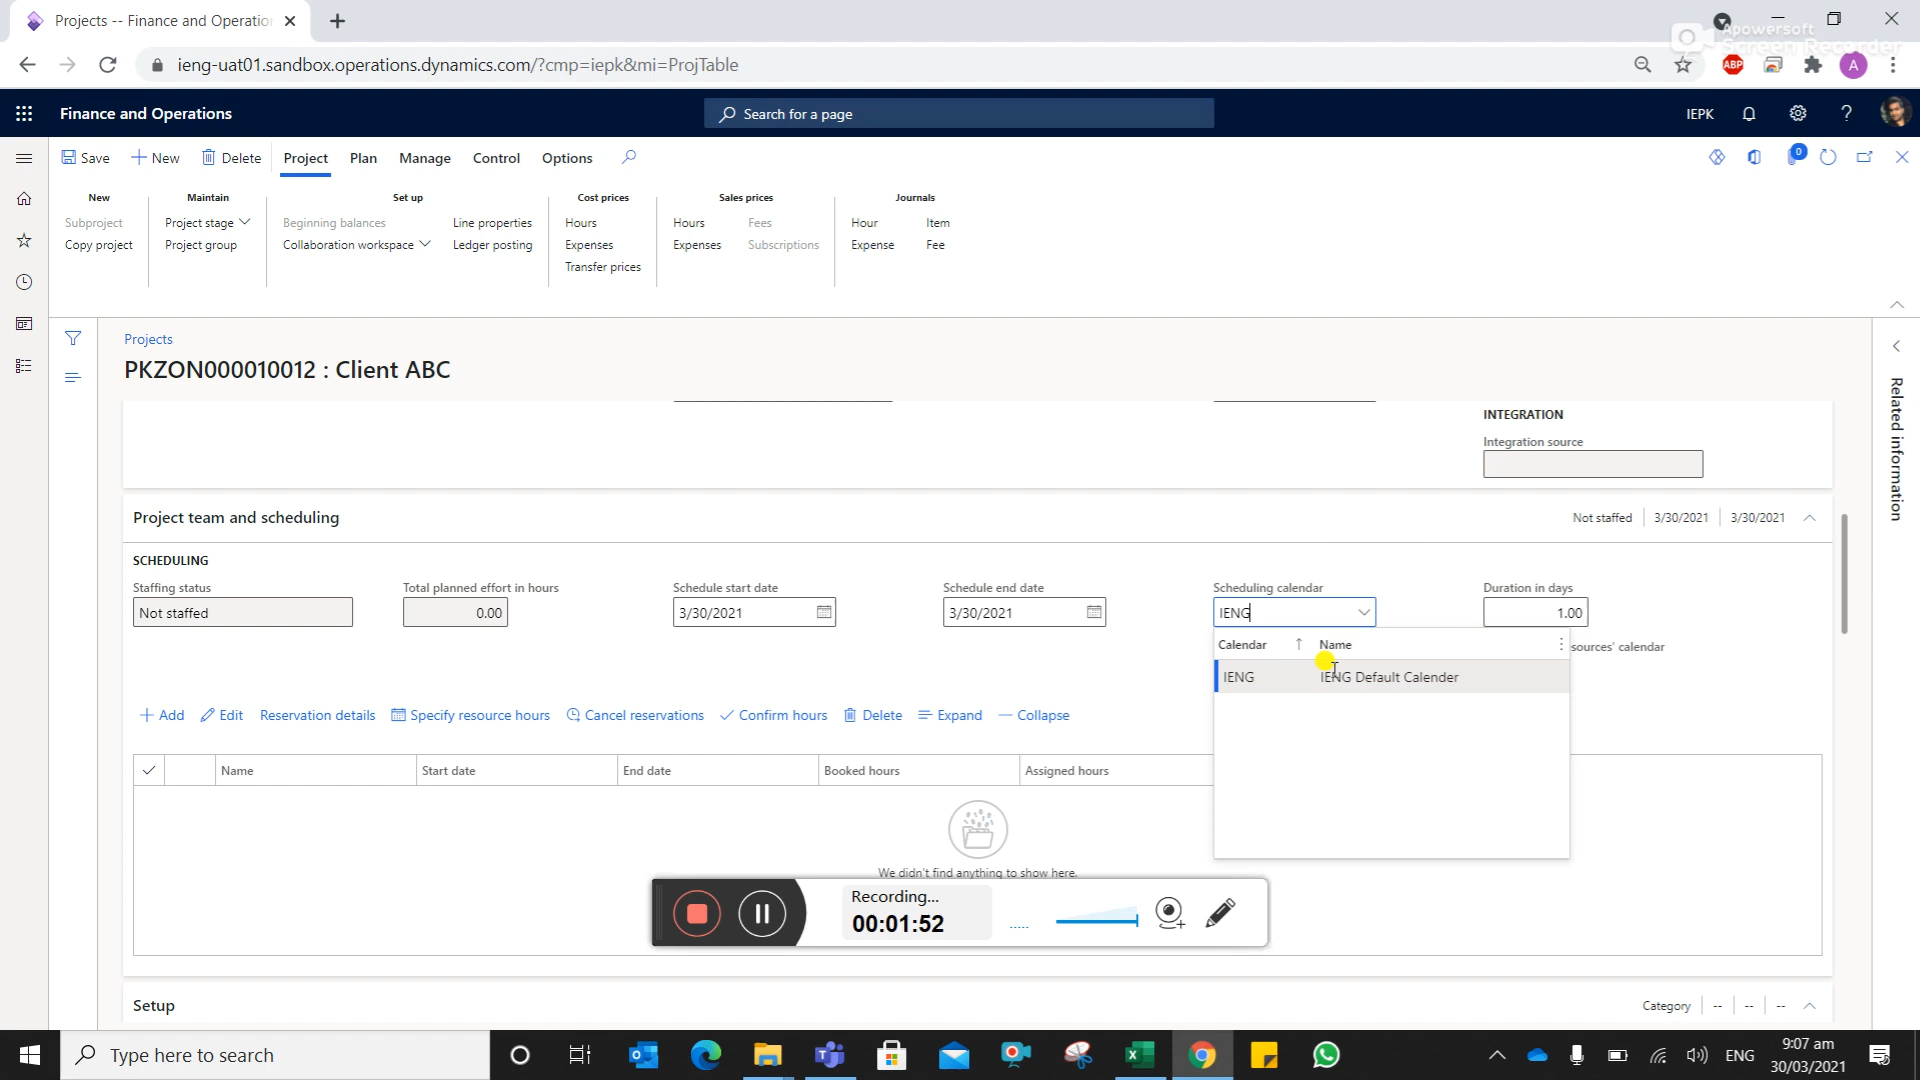 Projects -- Finance and Operatio
Apowersoft
Screen Recorder
ieng-uat01.sandbox.operations.dynamics.com/?cmp=iepk&mi=ProjTable
ABP
A
Finance and Operations
Search for a page
IEPK
Save
New
Delete
Project
Plan
Manage
Control
Options
0
New
Maintain
Set up
Cost prices
Sales prices
Journals
Subproject
Project stage
Beginning balances
Line properties
Hours
Hours
Fees
Hour
Item
Copy project
Project group
Collaboration workspace
Ledger posting
Expenses
Expenses
Subscriptions
Expense
Fee
Transfer prices
Projects
PKZON000010012 : Client ABC
Related information
INTEGRATION
Integration source
Project team and scheduling
Not staffed
3/30/2021
3/30/2021
SCHEDULING
Staffing status
Total planned effort in hours
Schedule start date
Schedule end date
Scheduling calendar
Duration in days
Not staffed
0.00
3/30/2021
3/30/2021
IENG
1.00
Calendar
Name
sources' calendar
IENG
IENG Default Calender
Add
Edit
Reservation details
Specify resource hours
Cancel reservations
Confirm hours
Delete
Expand
Collapse
Name
Start date
End date
Booked hours
Assigned hours
We didn't find anything to show here.
Recording...
00:01:52
Setup
Category
--
--
--
Type here to search
ENG
9:07 am
30/03/2021